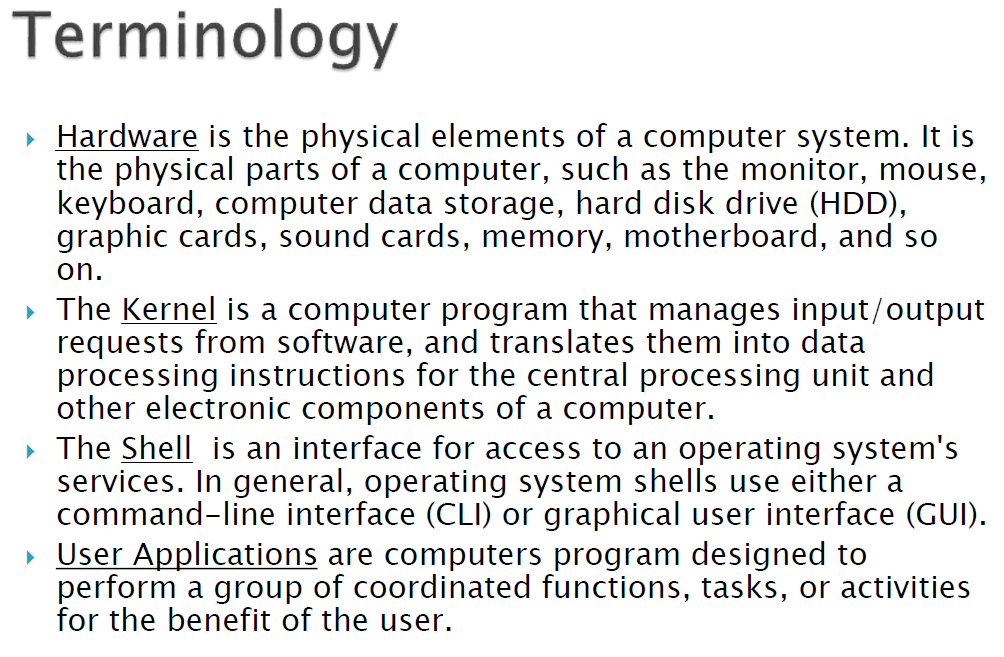 Terminology
Hardware is the physical elements of a computer system. It is
the physical parts of a computer, such as the monitor, mouse,
keyboard, computer data storage, hard disk drive (HDD),
graphic cards, sound cards, memory, motherboard, and so
on.
The Kernel is a computer program that manages input/output
requests from software, and translates them into data
processing instructions for the central processing unit and
other electronic components of a computer.
The Shell is an interface for access to an operating system's
services. In general, operating system shells use either a
command-line interface (CLI) or graphical user interface (GUI).
User Applications are computers program designed to
perform a group of coordinated functions, tasks, or activities
for the benefit of the user.